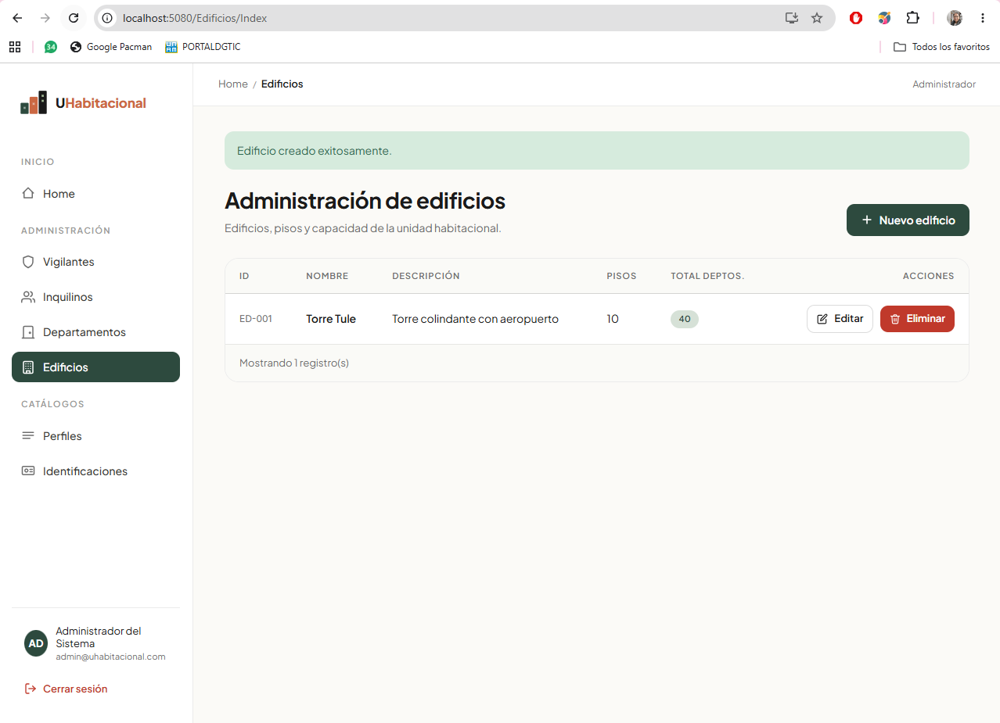 localhost:5080/Edificios/Index
34
Google Pacman
PORTALDGTIC
Todos los favoritos
UHabitacional
Home / Edificios
Administrador
INICIO
Home
ADMINISTRACIÓN
Vigilantes
Inquilinos
Departamentos
Edificios
CATÁLOGOS
Perfiles
Identificaciones
AD
Administrador del
Sistema
admin@uhabitacional.com
Cerrar sesión
Edificio creado exitosamente.
Administración de edificios
Edificios, pisos y capacidad de la unidad habitacional.
+ Nuevo edificio
ID NOMBRE DESCRIPCIÓN PISOS TOTAL DEPTOS. ACCIONES
ED-001 Torre Tule Torre colindante con aeropuerto 10 40 Editar Eliminar
Mostrando 1 registro(s)